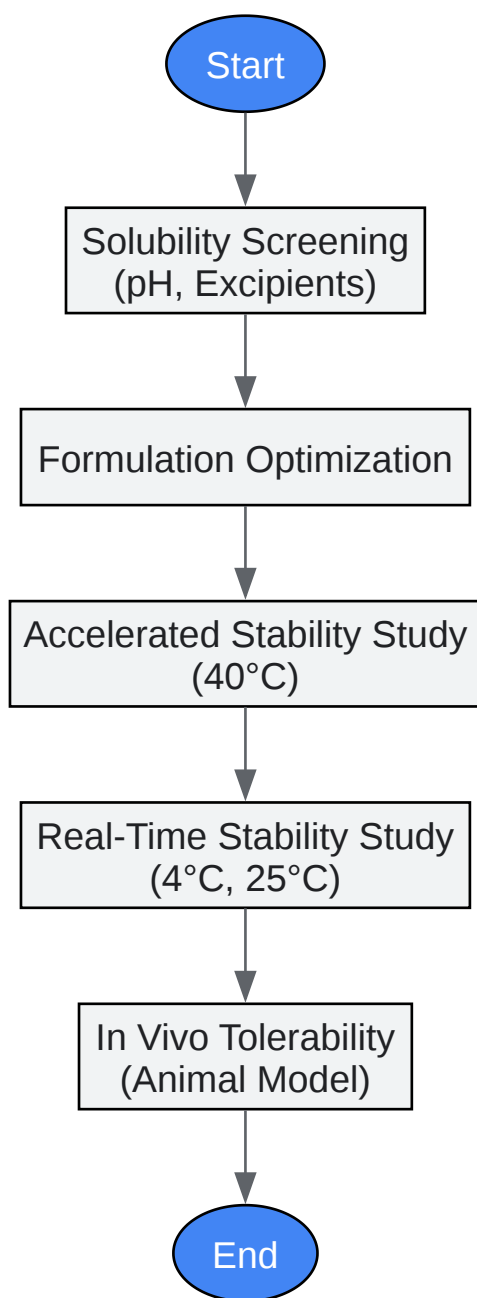 Start
Solubility Screening
(pH, Excipients)
Formulation Optimization
Accelerated Stability Study
(40°C)
Real-Time Stability Study
(4°C, 25°C)
In Vivo Tolerability
(Animal Model)
End